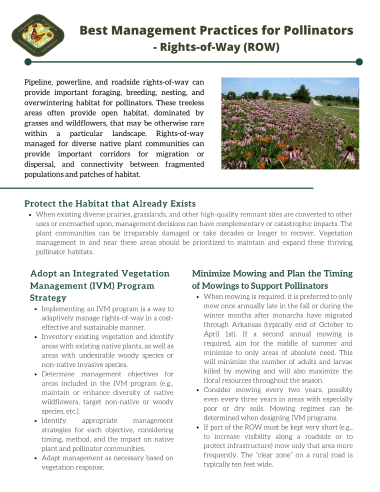 Best Management Practices for Pollinators
- Rights-of-Way (ROW)
Pipeline, powerline, and roadside rights-of-way can
provide important foraging, breeding, nesting, and
overwintering habitat for pollinators. These treeless
areas often provide open habitat, dominated by
grasses and wildflowers, that may be otherwise rare
within a particular landscape. Rights-of-way
managed for diverse native plant communities can
provide important corridors for migration or
dispersal, and connectivity between fragmented
populations and patches of habitat.
Protect the Habitat that Already Exists
• When existing diverse prairies, grasslands, and other high-quality remnant sites are converted to other
uses or encroached upon, management decisions can have complementary or catastrophic impacts. The
plant communities can be irreparably damaged or take decades or longer to recover. Vegetation
management in and near these areas should be prioritized to maintain and expand these thriving
pollinator habitats.
Adopt an Integrated Vegetation
Management (IVM) Program
Strategy
• Implementing an IVM program is a way to
adaptively manage rights-of-way in a cost-
effective and sustainable manner.
• Inventory existing vegetation and identify
areas with existing native plants, as well as
areas with undesirable woody species or
non-native invasive species.
• Determine management objectives for
areas included in the IVM program (e.g.,
maintain or enhance diversity of native
wildflowers, target non-native or woody
species, etc.).
• Identify appropriate management
strategies for each objective, considering
timing, method, and the impact on native
plant and pollinator communities.
• Adapt management as necessary based on
vegetation response.
Minimize Mowing and Plan the Timing
of Mowings to Support Pollinators
• When mowing is required, it is preferred to only
mow once annually late in the fall or during the
winter months after monarchs have migrated
through Arkansas (typically end of October to
April 1st). If a second annual mowing is
required, aim for the middle of summer and
minimize to only areas of absolute need. This
will minimize the number of adults and larvae
killed by mowing and will also maximize the
floral resources throughout the season.
• Consider mowing every two years, possibly
even every three years in areas with especially
poor or dry soils. Mowing regimes can be
determined when designing IVM programs.
• If part of the ROW must be kept very short (e.g.,
to increase visibility along a roadside or to
protect infrastructure) mow only that area more
frequently. The "clear zone" on a rural road is
typically ten feet wide.